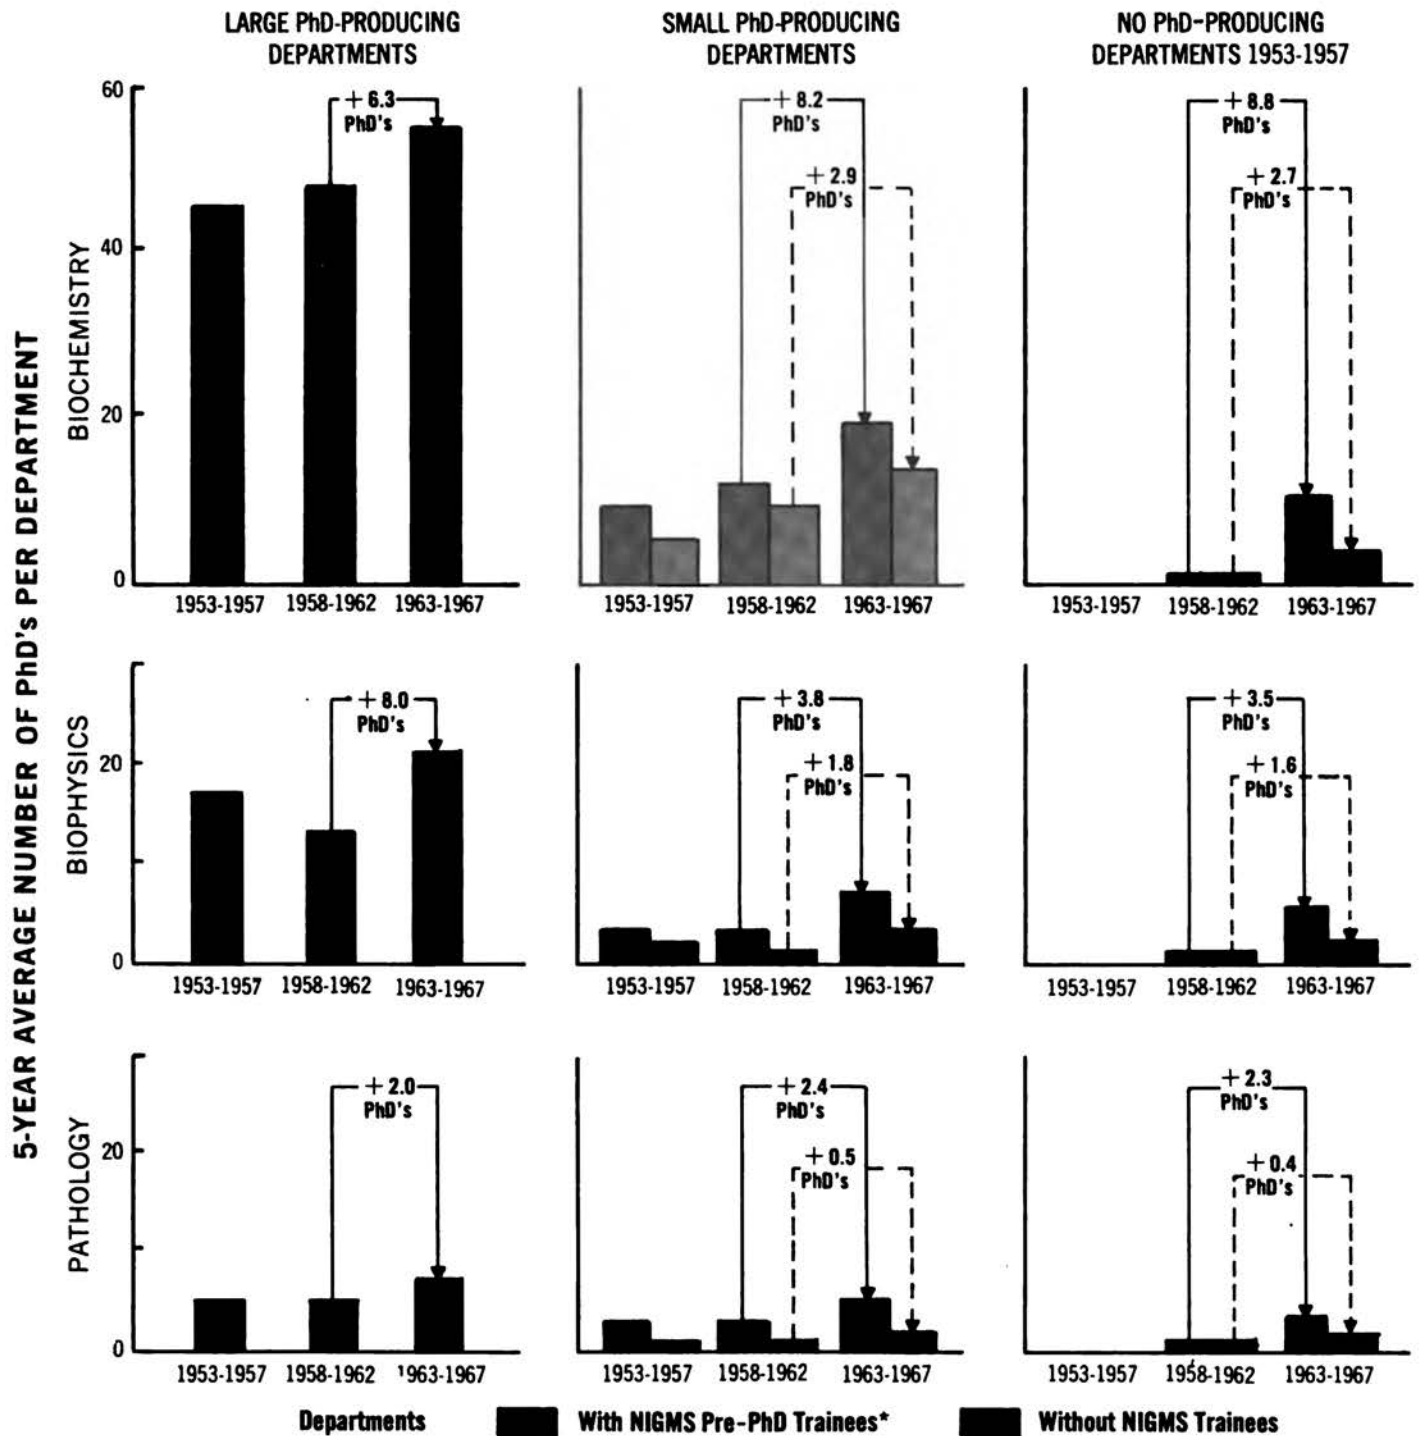 LARGE PhD-PRODUCING
DEPARTMENTS
SMALL PhD-PRODUCING
DEPARTMENTS
NO PhD-PRODUCING
DEPARTMENTS 1953-1957
5-YEAR AVERAGE NUMBER OF PhD's PER DEPARTMENT
BIOCHEMISTRY
60
40
20
0
+ 6.3
PhD's
1953-1957 1958-1962 1963-1967
+ 8.2
PhD's
+ 2.9
PhD's
1953-1957 1958-1962 1963-1967
+ 8.8
PhD's
+ 2.7
PhD's
1953-1957 1958-1962 1963-1967
BIOPHYSICS
20
0
+ 8.0
PhD's
1953-1957 1958-1962 1963-1967
+ 3.8
PhD's
+ 1.8
PhD's
1953-1957 1958-1962 1963-1967
+ 3.5
PhD's
+ 1.6
PhD's
1953-1957 1958-1962 1963-1967
PATHOLOGY
20
0
+ 2.0
PhD's
1953-1957 1958-1962 1963-1967
+ 2.4
PhD's
+ 0.5
PhD's
1953-1957 1958-1962 1963-1967
+ 2.3
PhD's
+ 0.4
PhD's
1953-1957 1958-1962 1963-1967
Departments With NIGMS Pre-PhD Trainees* Without NIGMS Trainees